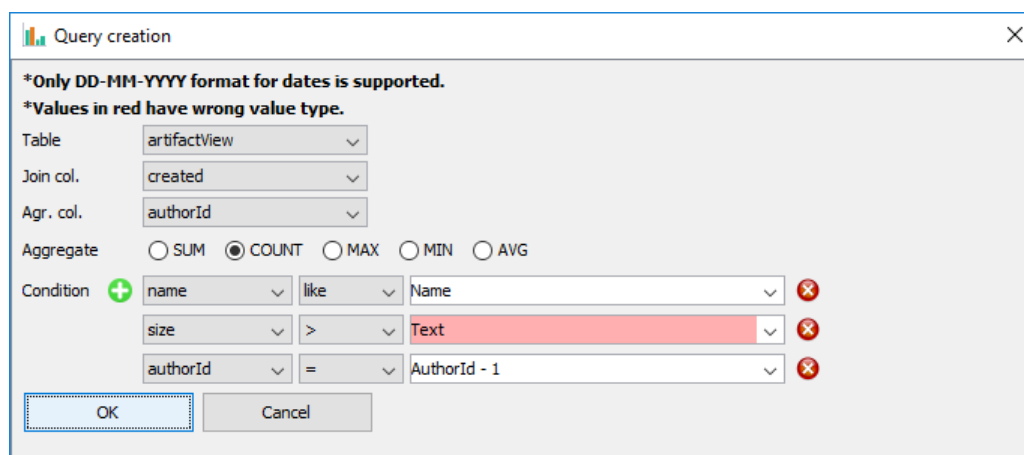 Query creation
*Only DD-MM-YYYY format for dates is supported.
*Values in red have wrong value type.
Table artifactView
Join col. created
Agr. col. authorId
Aggregate SUM COUNT MAX MIN AVG
Condition name like Name
size > Text
authorId = AuthorId - 1
OK Cancel